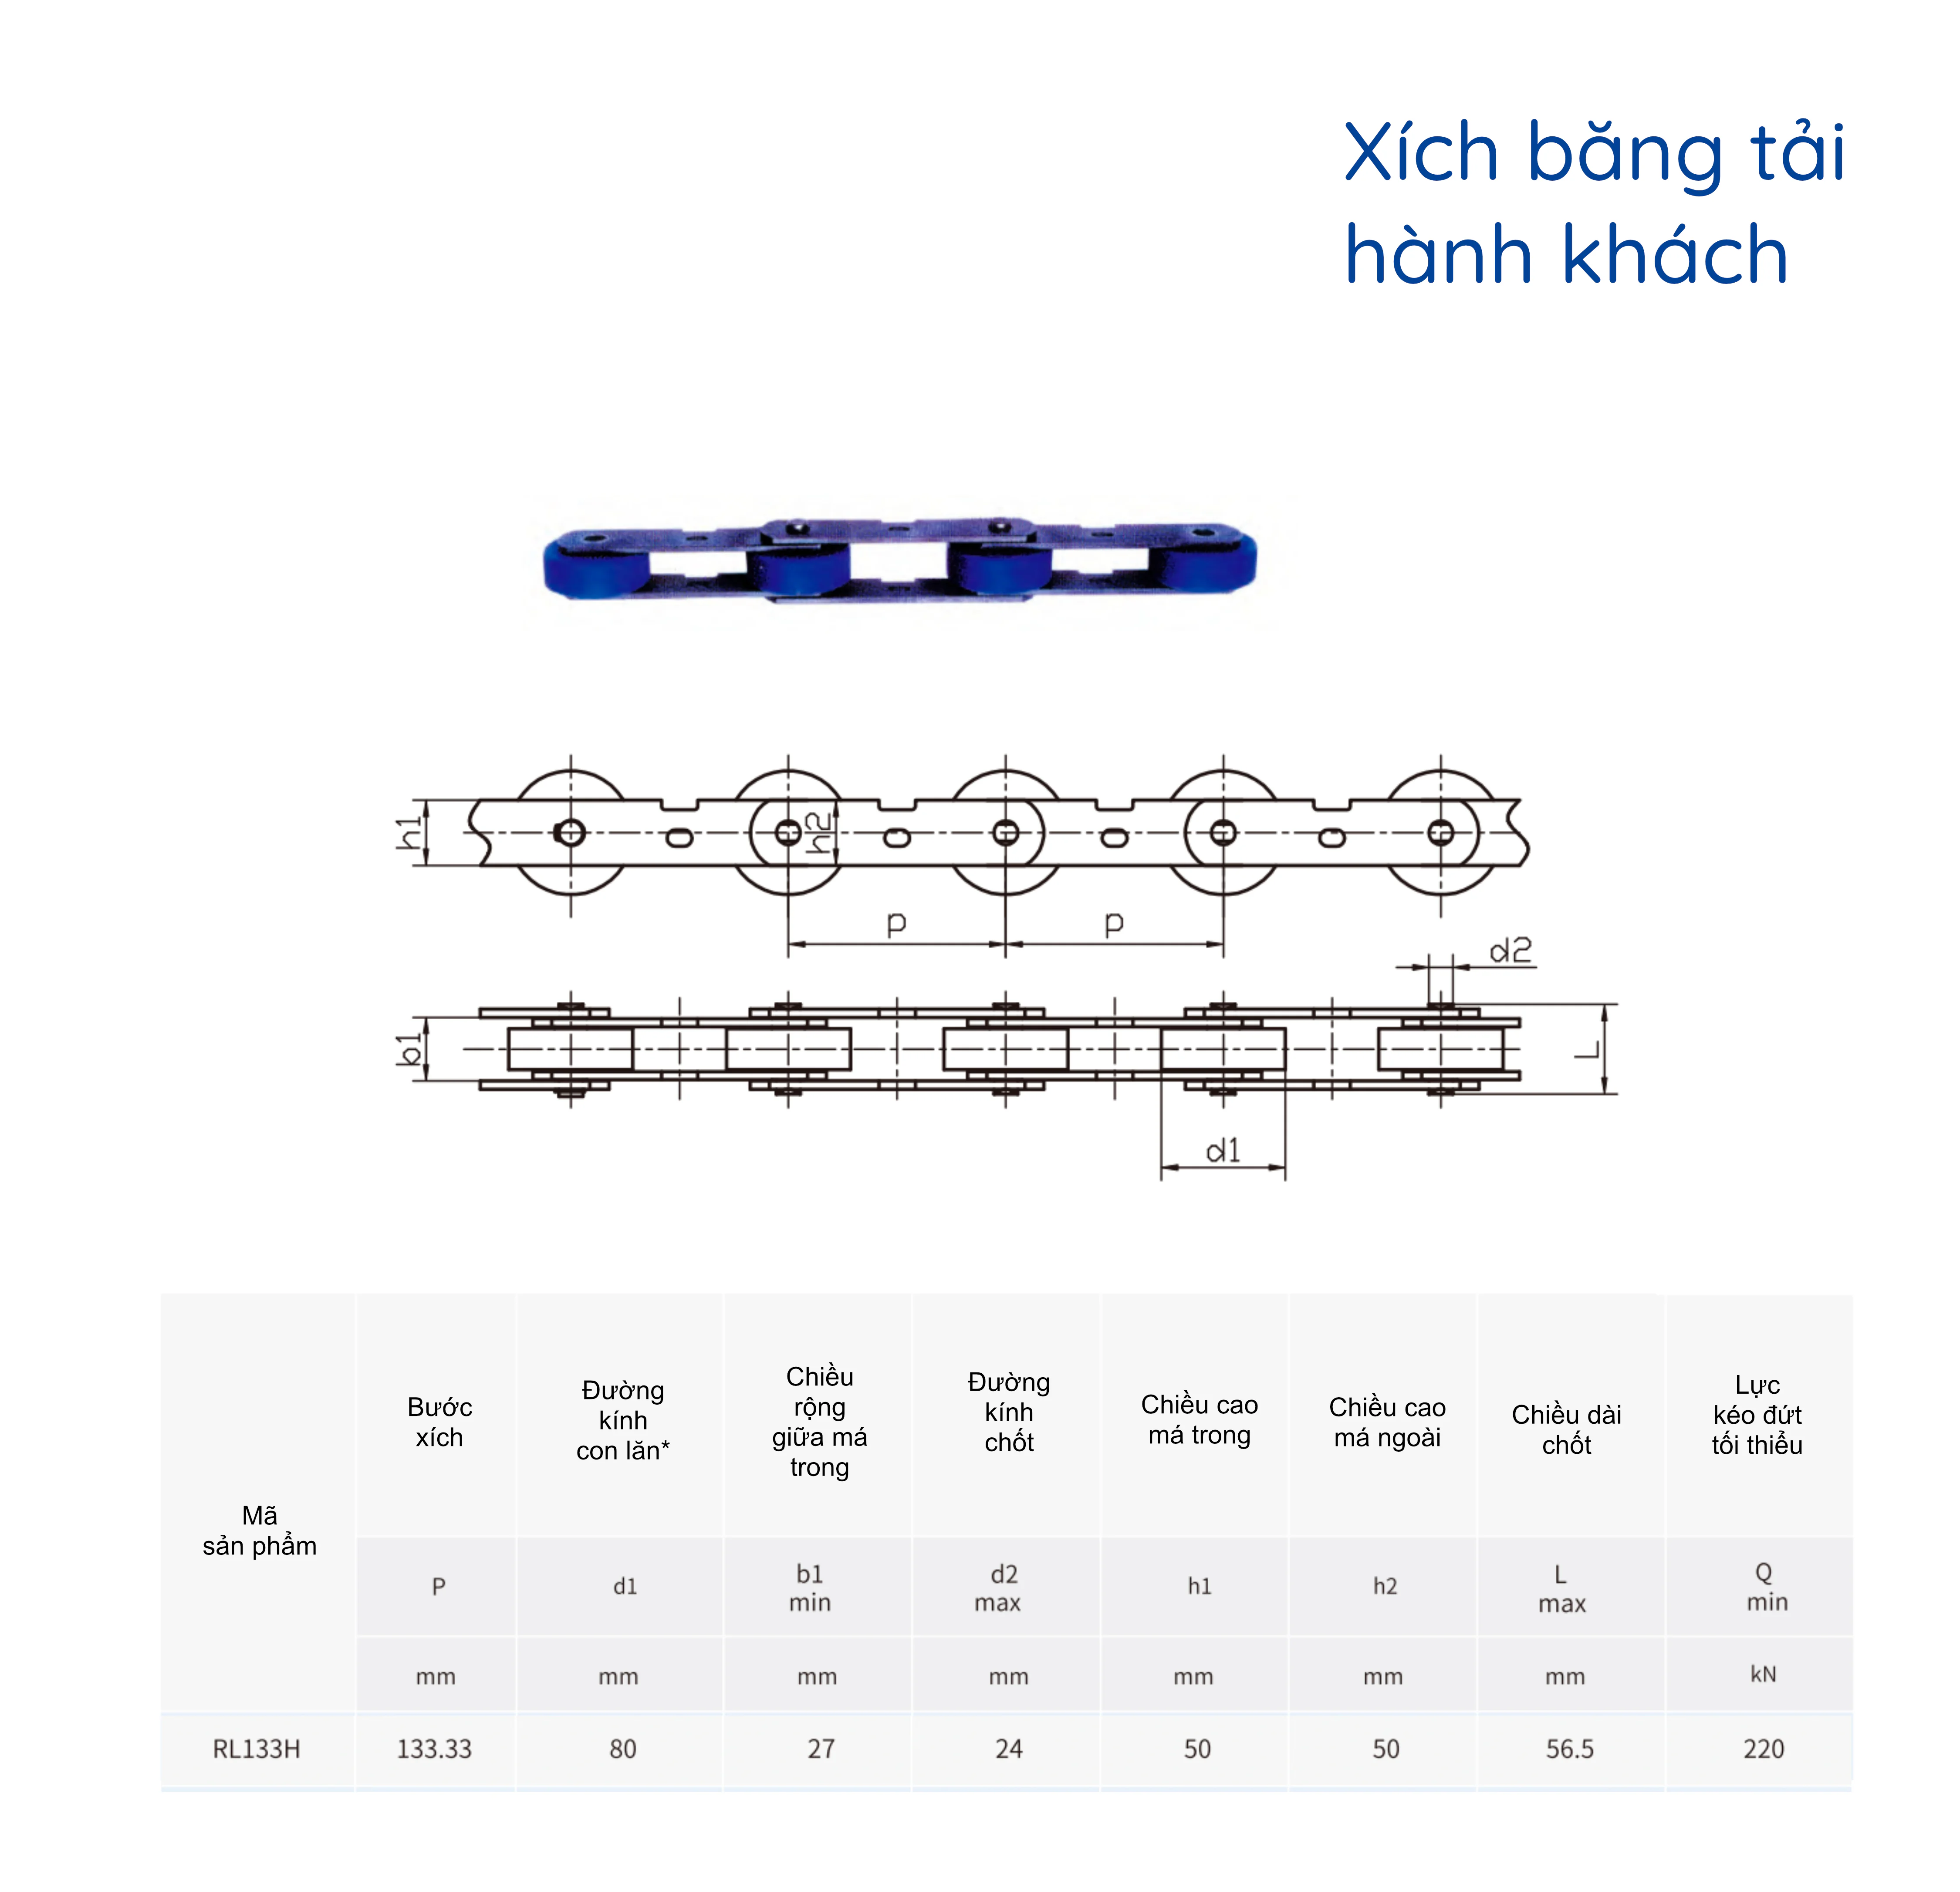 Xích băng tải
hành khách
h1
h2
p
p
d2
b1
L
d1
Mã
sản phẩm
Bước
xích
Đường
kính
con lăn*
Chiều
rộng
giữa má
trong
Đường
kính
chốt
Chiều cao
má trong
Chiều cao
má ngoài
Chiều dài
chốt
Lực
kéo đứt
tối thiểu
P
d1
b1
min
d2
max
h1
h2
L
max
Q
min
mm
mm
mm
mm
mm
mm
mm
kN
RL133H
133.33
80
27
24
50
50
56.5
220